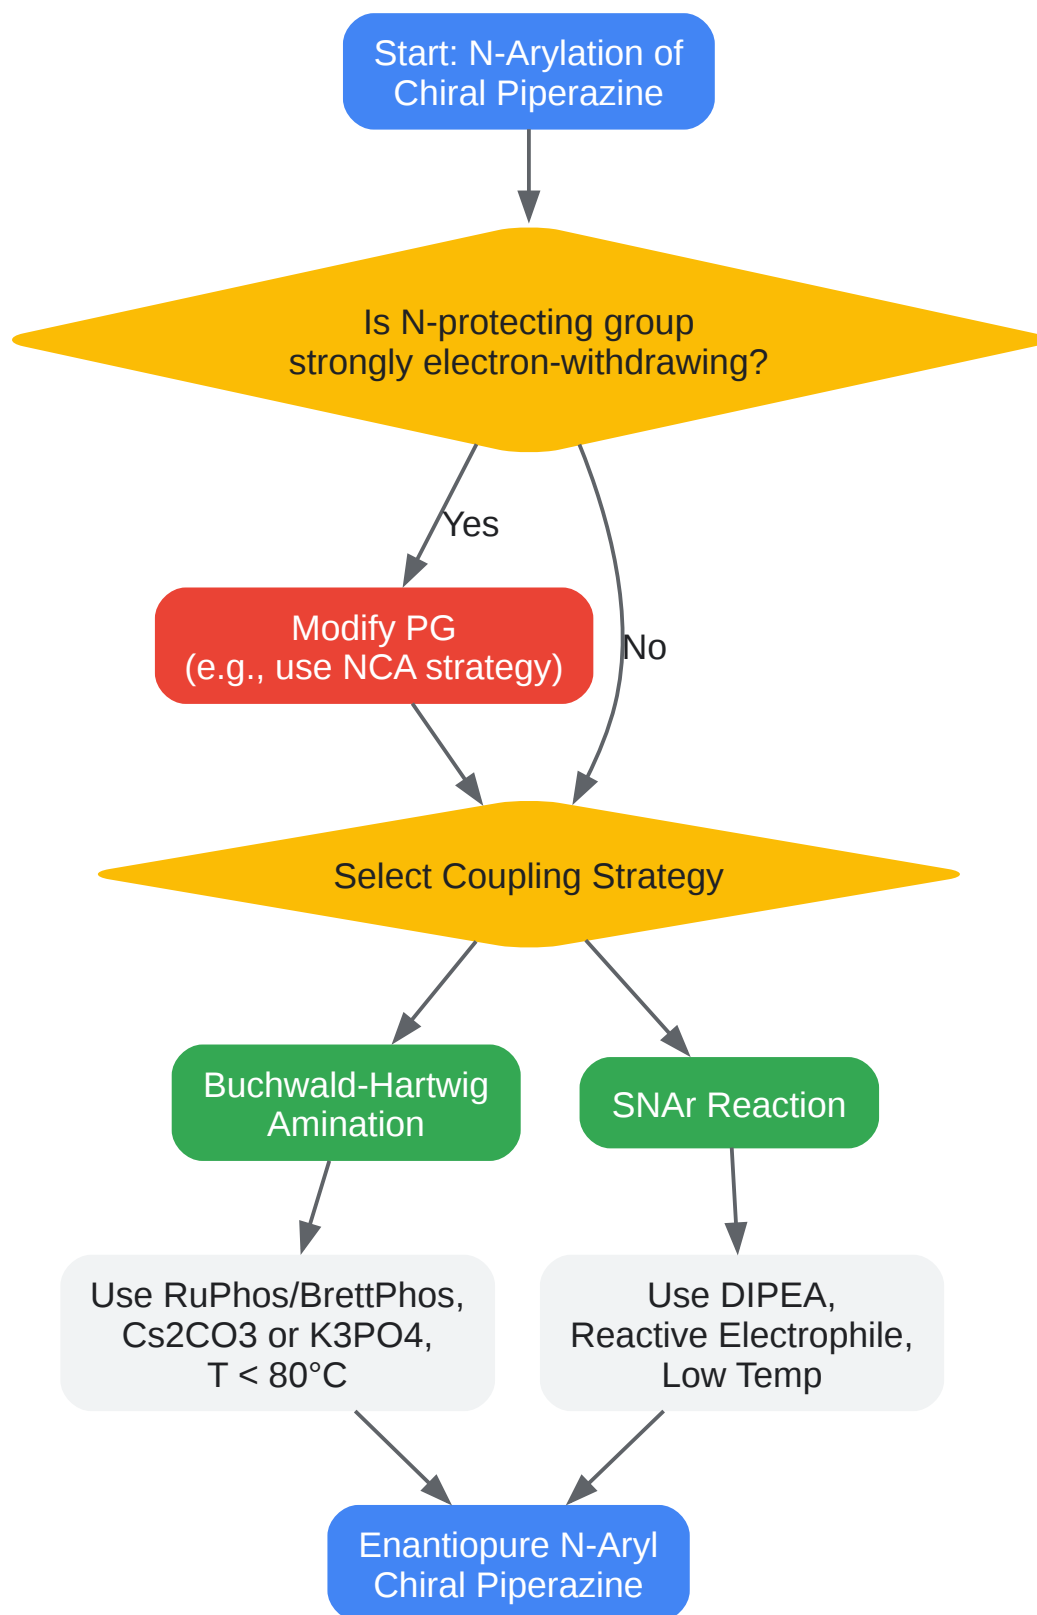 Start: N-Arylation of
Chiral Piperazine
Is N-protecting group
strongly electron-withdrawing?
Yes
Modify PG
(e.g., use NCA strategy)
No
Select Coupling Strategy
Buchwald-Hartwig
Amination
SNAr Reaction
Use RuPhos/BrettPhos,
Cs2CO3 or K3PO4,
T < 80°C
Use DIPEA,
Reactive Electrophile,
Low Temp
Enantiopure N-Aryl
Chiral Piperazine